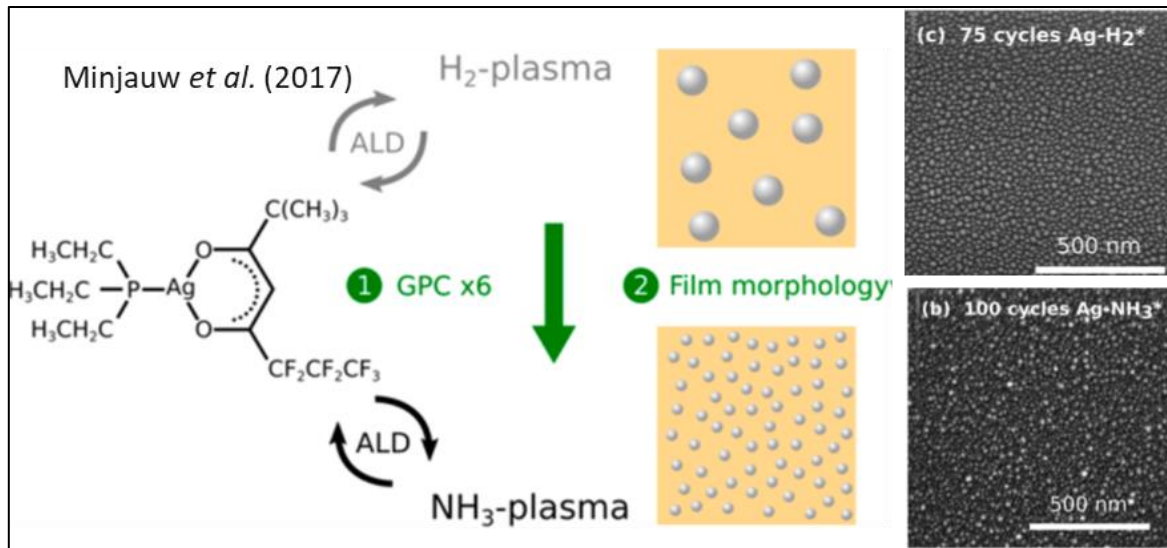 Minjauw et al. (2017)
H₂-plasma
ALD
C(CH₃)₃
H₃CH₂C
H₃CH₂C
H₃CH₂C
P
Ag
O
O
CF₂CF₂CF₃
1 GPC x6
2 Film morphology
ALD
NH₃-plasma
(c) 75 cycles Ag-H₂*
500 nm
(b) 100 cycles Ag-NH₃*
500 nm